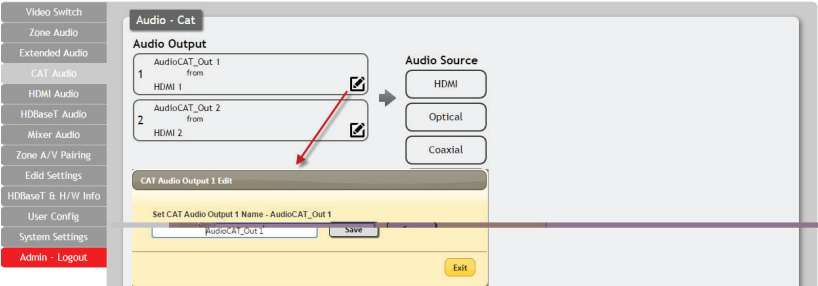 Video Switch
Zone Audio
Extended Audio
CAT Audio
HDMI Audio
HDBaseT Audio
Mixer Audio
Zone A/V Pairing
Edid Settings
HDBaseT & H/W Info
User Config
System Settings
Admin - Logout
Audio - Cat
Audio Output
AudioCAT_Out 1
1
from
HDMI 1
AudioCAT_Out 2
2
from
HDMI 2
Audio Source
HDMI
Optical
Coaxial
CAT Audio Output 1 Edit
Set CAT Audio Output 1 Name - AudioCAT_Out 1
AudioCAT_Out 1
Save
Exit